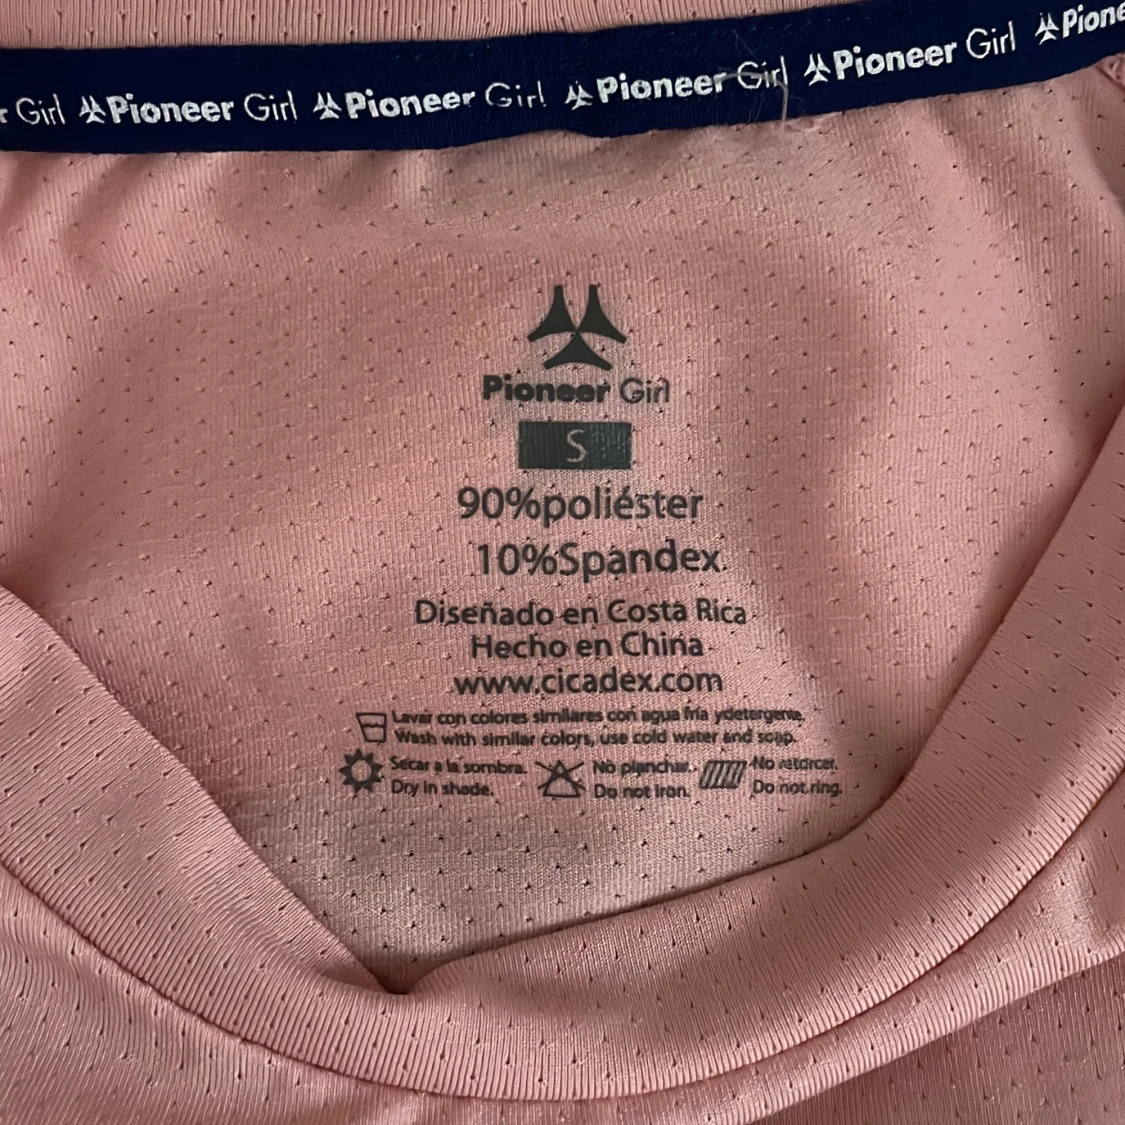 r Girl Pioneer Girl Pioneer Girl Pioneer Girl Pioneer Girl Pione
Pioneer Girl
S
90%poliéster
10%Spandex
Diseñado en Costa Rica
Hecho en China
www.cicadex.com
Lavar con colores similares con agua fría ydetergente.
Wash with similar colors, use cold water and soap.
Secar a la sombra. No planchar. No retorcer.
Dry in shade. Do not iron. Do not ring.